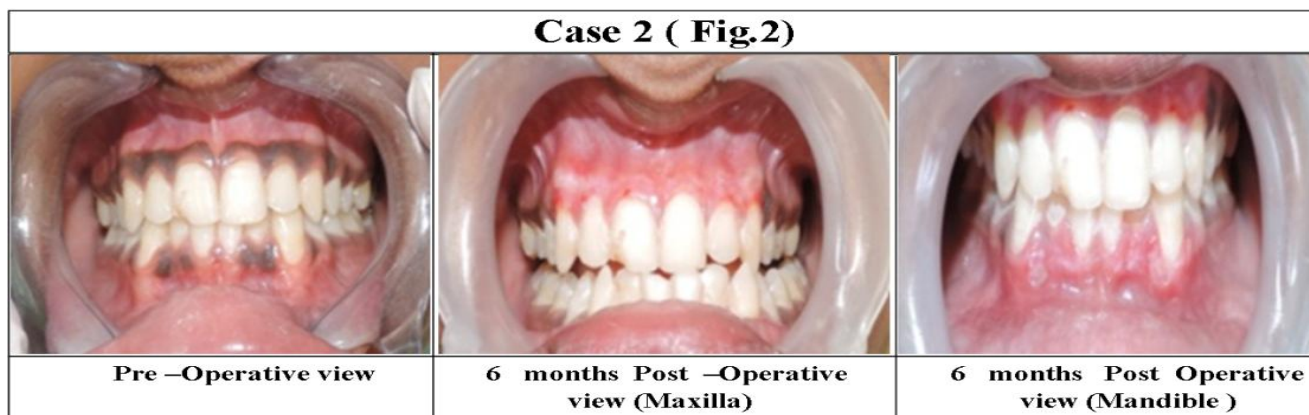 Case 2 ( Fig.2)
Pre –Operative view
6 months Post –Operative
view (Maxilla)
6 months Post Operative
view (Mandible )